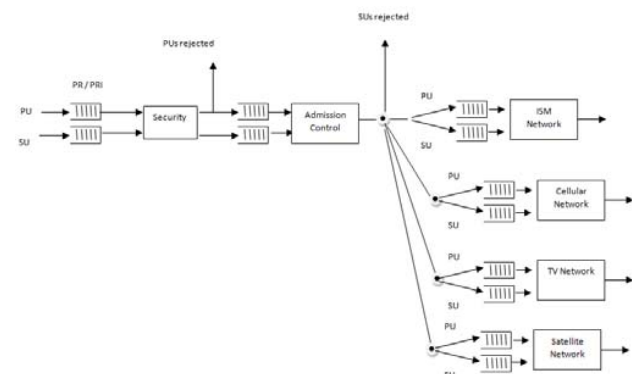 SUs rejected
PUs rejected
PR / PRI
PU
SU
Security
Admission
Control
PU
SU
ISM
Network
PU
SU
Cellular
Network
PU
SU
TV Network
PU
SU
Satellite
Network